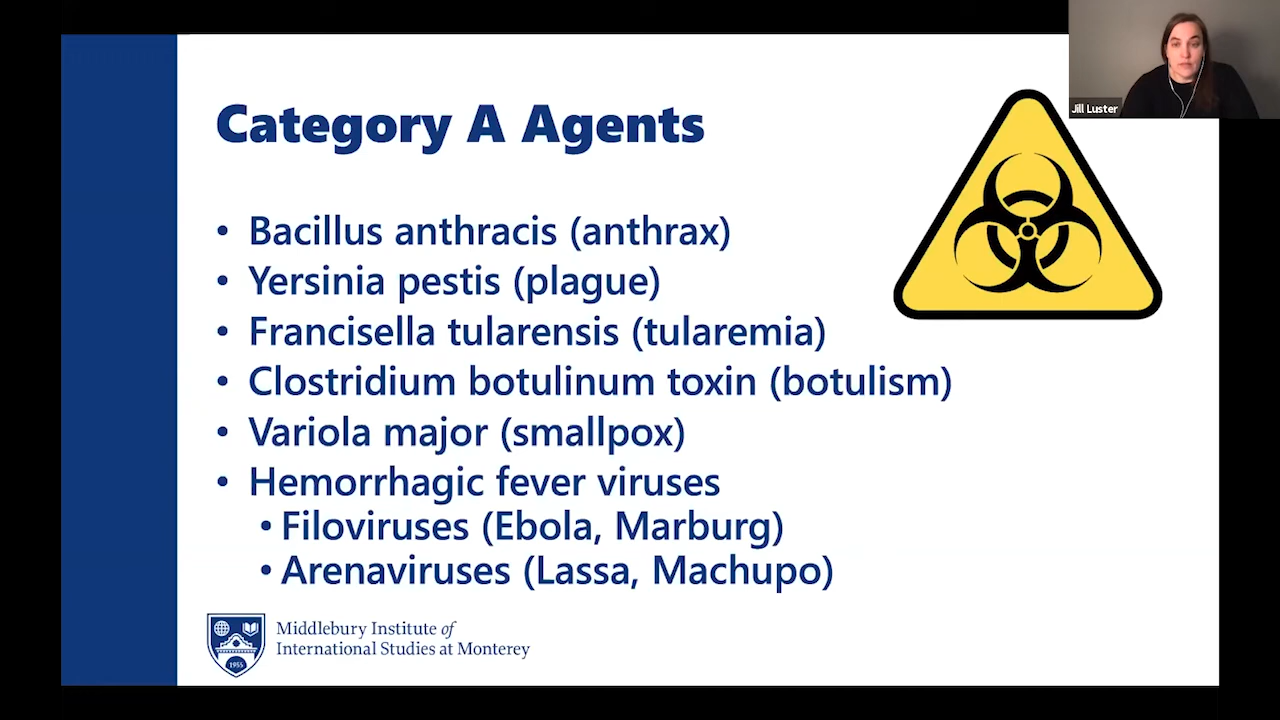 Jill Luster
Category A Agents
• Bacillus anthracis (anthrax)
• Yersinia pestis (plague)
• Francisella tularensis (tularemia)
• Clostridium botulinum toxin (botulism)
• Variola major (smallpox)
• Hemorrhagic fever viruses
• Filoviruses (Ebola, Marburg)
• Arenaviruses (Lassa, Machupo)
1955
Middlebury Institute of
International Studies at Monterey